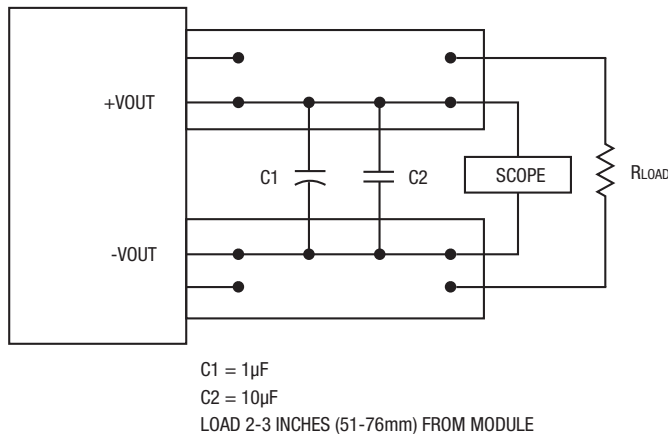 +VOUT
C1
C2
SCOPE
RLOAD
-VOUT
C1 = 1µF
C2 = 10µF
LOAD 2-3 INCHES (51-76mm) FROM MODULE